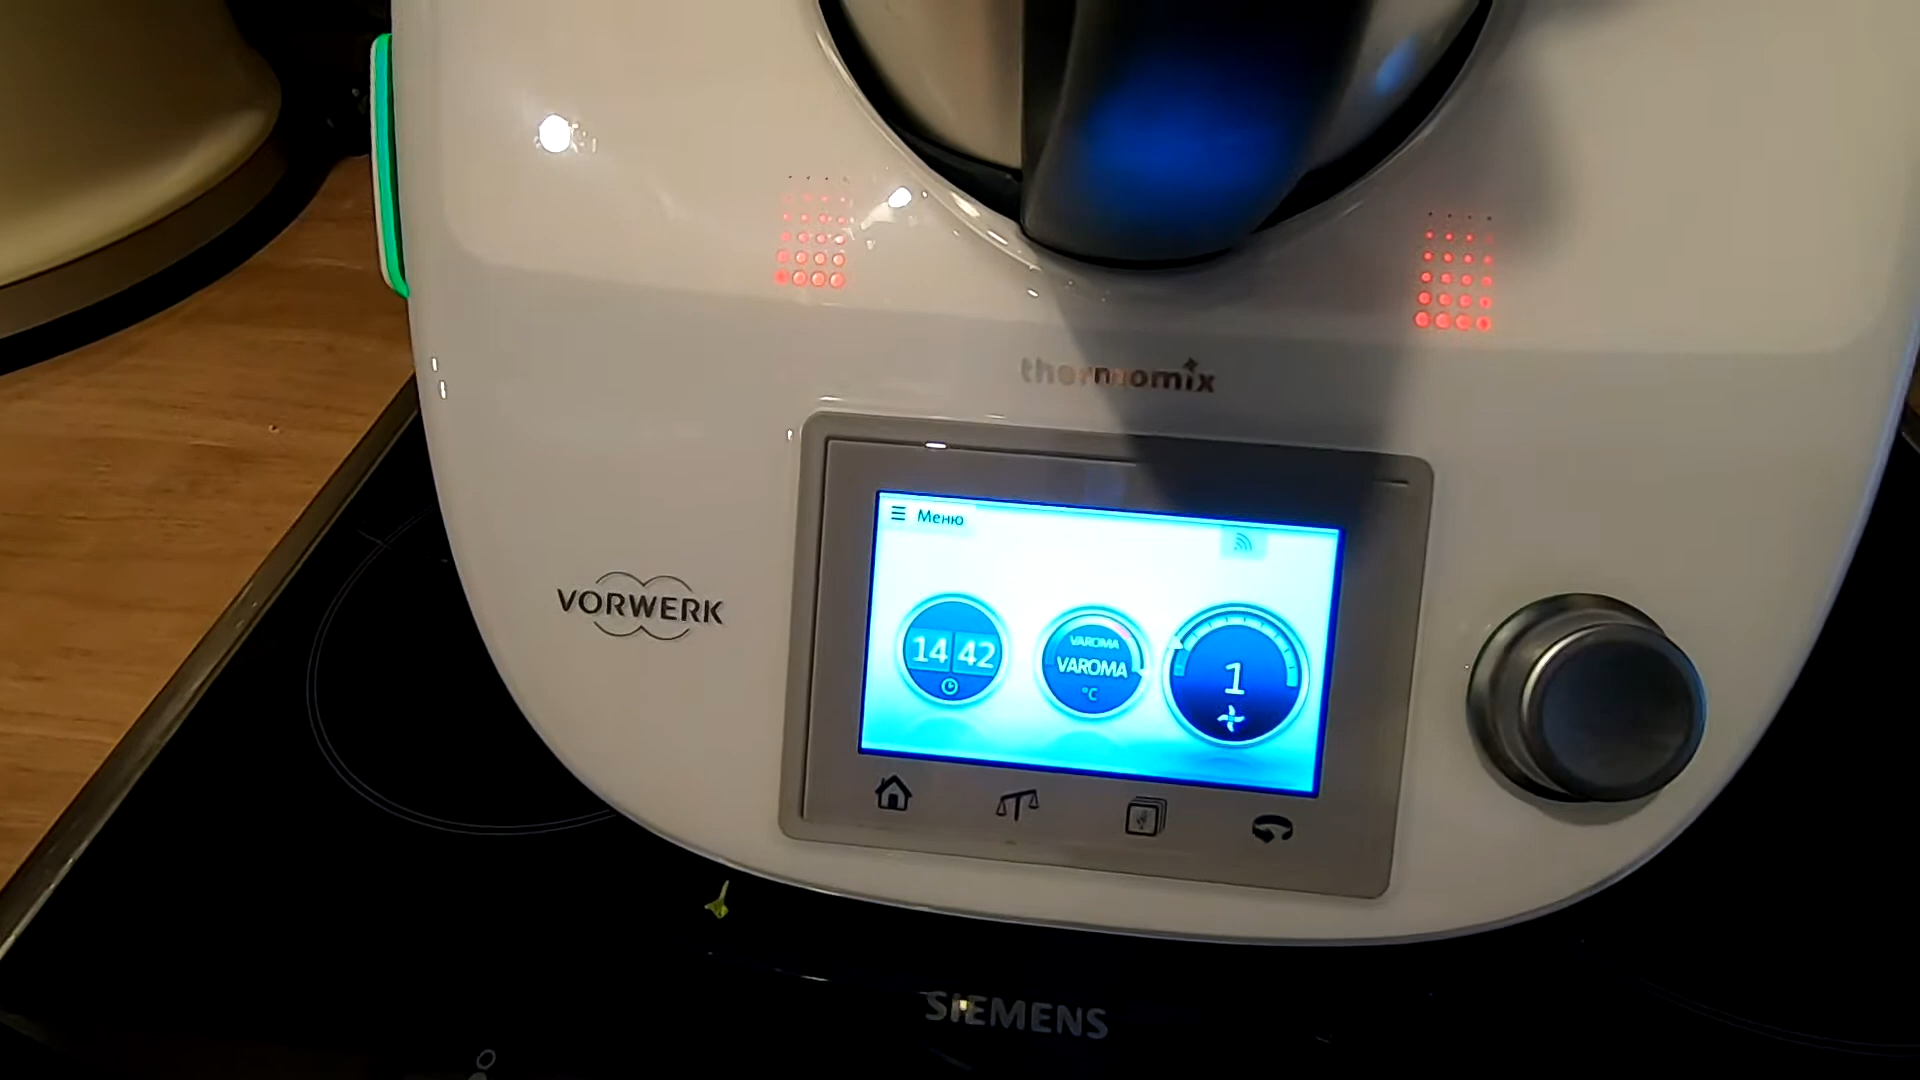 thermomix
Меню
VORWERK
14 42
VAROMA
VAROMA
°C
1
SIEMENS